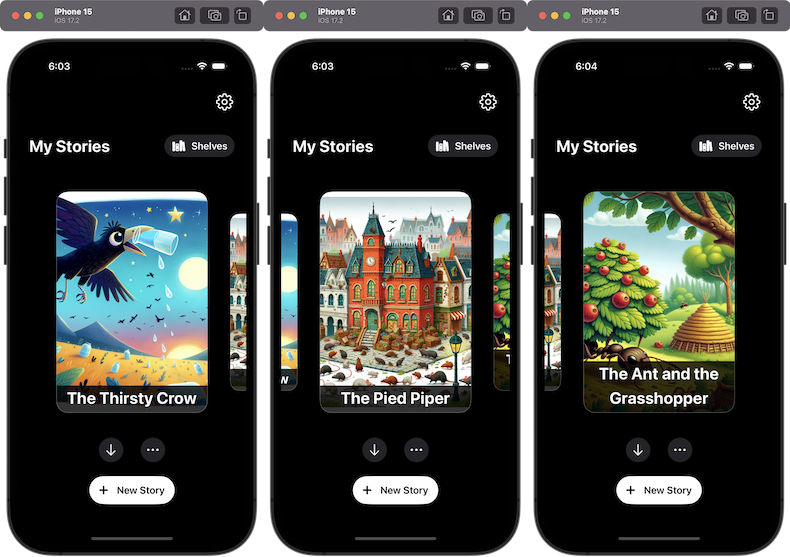 iPhone 15
iOS 17.2
6:03
My Stories
Shelves
The Thirsty Crow
New Story
iPhone 15
iOS 17.2
6:03
My Stories
Shelves
The Pied Piper
New Story
iPhone 15
iOS 17.2
6:04
My Stories
Shelves
The Ant and the
Grasshopper
New Story